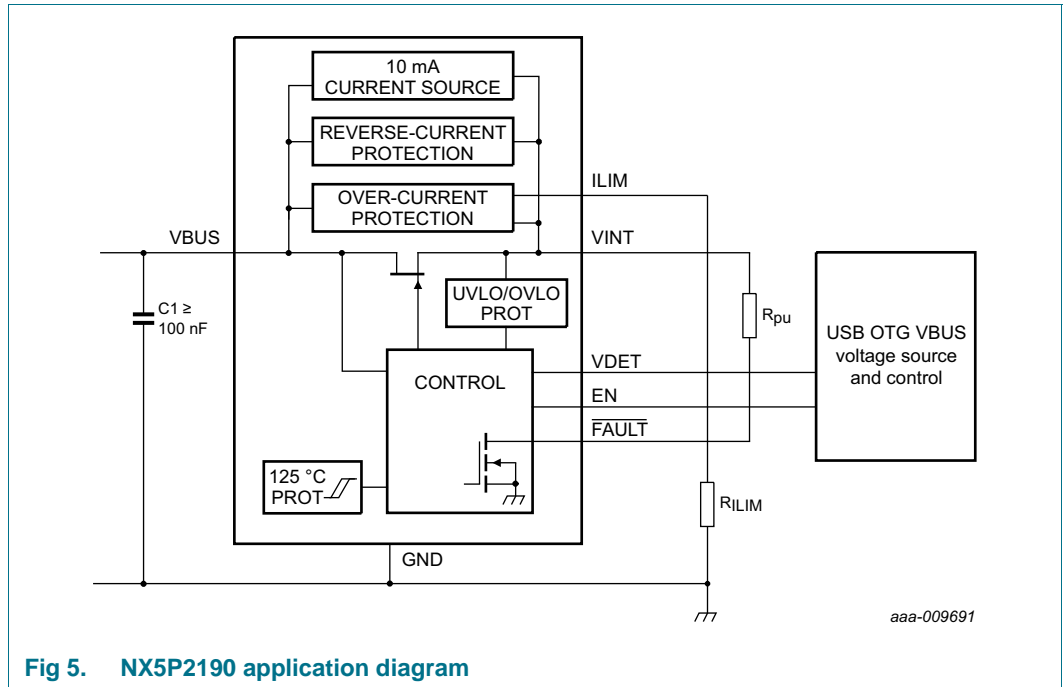 10 mA
CURRENT SOURCE
REVERSE-CURRENT
PROTECTION
OVER-CURRENT
PROTECTION
ILIM
VBUS
VINT
C1 ≥
100 nF
UVLO/OVLO
PROT
Rpu
USB OTG VBUS
voltage source
and control
CONTROL
VDET
EN
FAULT
125 °C
PROT
RILIM
GND
aaa-009691
Fig 5. NX5P2190 application diagram